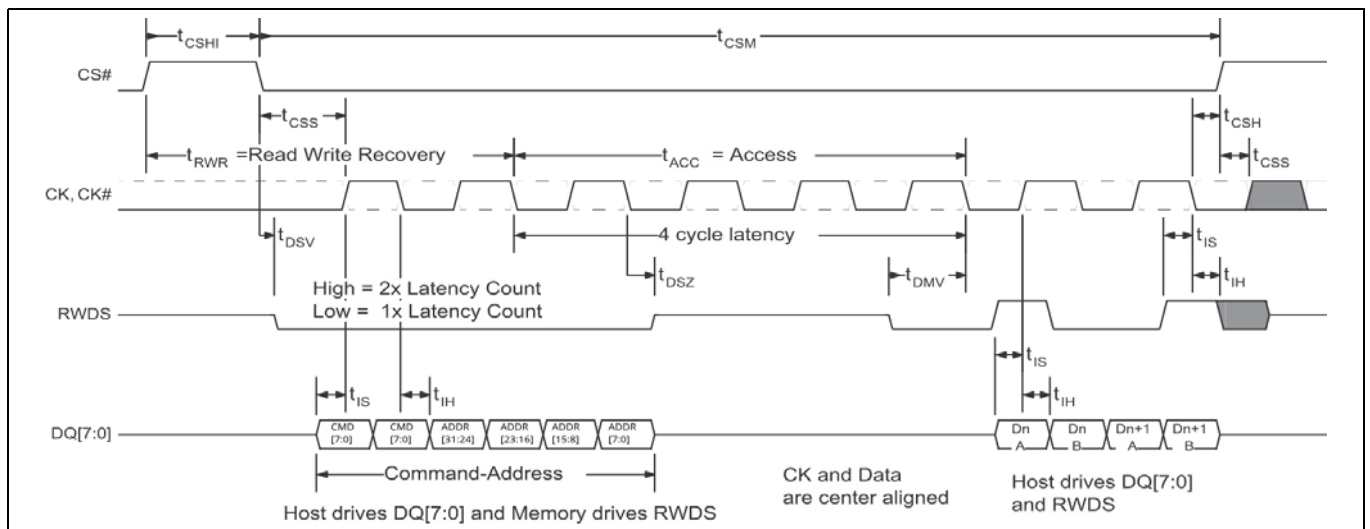 tCSHI
tCSM
CS#
tCSS
tCSH
tRWR =Read Write Recovery
tACC = Access
tCSS
CK, CK#
tDSV
4 cycle latency
tIS
tDSZ
tDMV
tIH
High = 2x Latency Count
Low = 1x Latency Count
RWDS
tIS
tIS
tIH
tIH
DQ[7:0]
CMD [7:0] CMD [7:0] ADDR [31:24] ADDR [23:16] ADDR [15:8] ADDR [7:0] Dn A Dn B Dn+1 A Dn+1 B
Command-Address
CK and Data
are center aligned
Host drives DQ[7:0]
and RWDS
Host drives DQ[7:0] and Memory drives RWDS